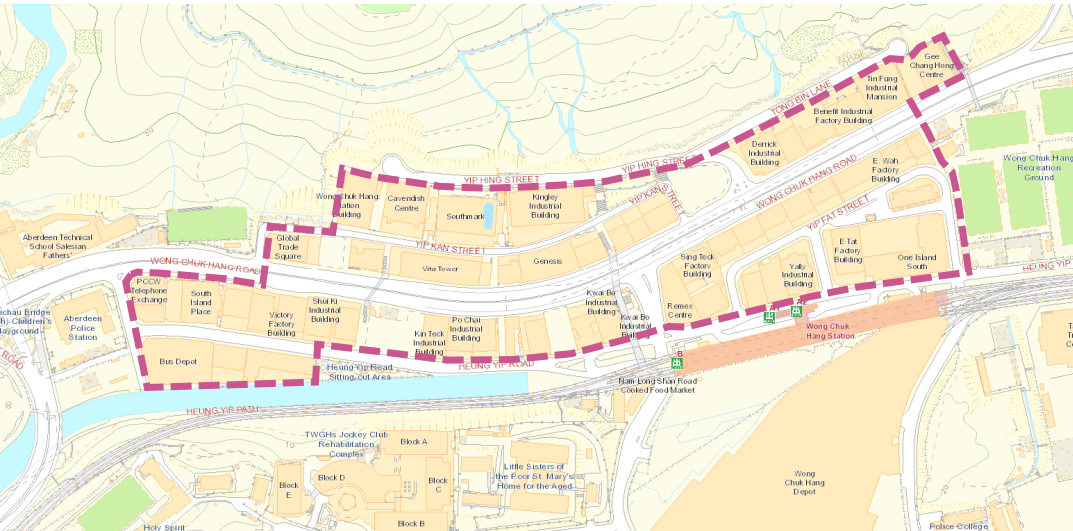 50
Gee
Chang Hong
Centre
Tin Fung
Industrial
Mansion
TONG BIN LANE
Benefit Industrial
Factory Building
Derrick
Industrial
Building
E. Wah
Factory
Building
Wong Chuk Hang
Recreation
Ground
50
YIP HING STREET
YIP HING STREET
WONG CHUK HANG ROAD
YIP KAN STREET
Wong Chuk Hang
Building
Cavendish
Centre
Southmark
Kingley
Industrial
Building
YIP FAT STREET
Aberdeen Technical
School Salesian
Fathers'
Global
Trade
Square
YIP KAN STREET
Vita Tower
Genesis
Sing Teck
Factory
Building
E Tat
Factory
Building
Yally
Industrial
Building
One Island
South
HEUNG YIP
WONG CHUK HANG ROAD
PCCW
Telephone
Exchange
South
Island
Place
Victory
Factory
Building
Shui Ki
Industrial
Building
Kwai Bo
Industrial
Building
Kwai Bo
Industrial
Building
Remex
Centre
A2
Wong Chuk
Hang Station
B
Aberdeen
Police
Station
Kin Teck
Industrial
Building
Po Chai
Industrial
Building
Bus Depot
Heung Yip Road
Sitting-out Area
HEUNG YIP ROAD
ROAD
Nam Long Shan Road
Cooked Food Market
HEUNG YIP PATH
10
TWGHs Jockey Club
Rehabilitation
Complex
Block A
Block D
Block
E
Block
C
Block B
Little Sisters of
the Poor St. Mary's
Home for the Aged
Wong
Chuk Hang
Depot
Holy Spirit
Police College